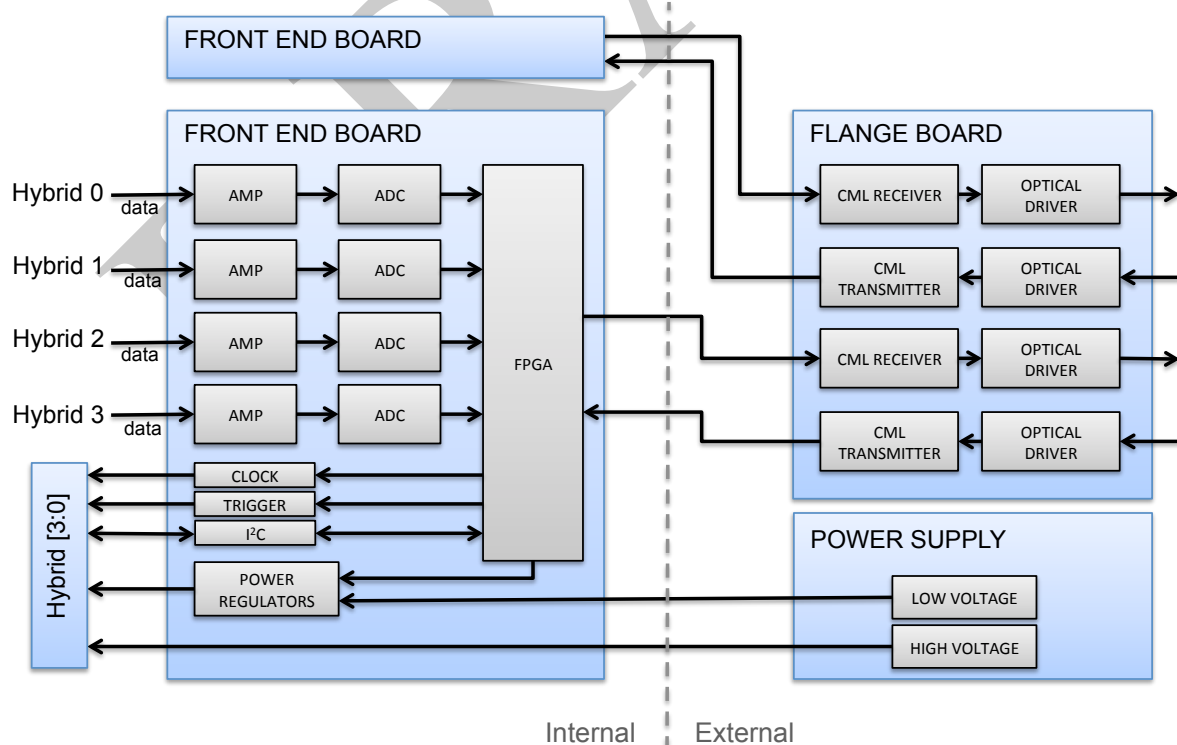 FRONT END BOARD
FRONT END BOARD
FLANGE BOARD
Hybrid 0
data
AMP
ADC
CML RECEIVER
OPTICAL
DRIVER
Hybrid 1
data
AMP
ADC
CML
TRANSMITTER
OPTICAL
DRIVER
Hybrid 2
data
AMP
ADC
FPGA
CML RECEIVER
OPTICAL
DRIVER
Hybrid 3
data
AMP
ADC
CML
TRANSMITTER
OPTICAL
DRIVER
Hybrid [3:0]
CLOCK
TRIGGER
I²C
POWER
REGULATORS
POWER SUPPLY
LOW VOLTAGE
HIGH VOLTAGE
Internal
External